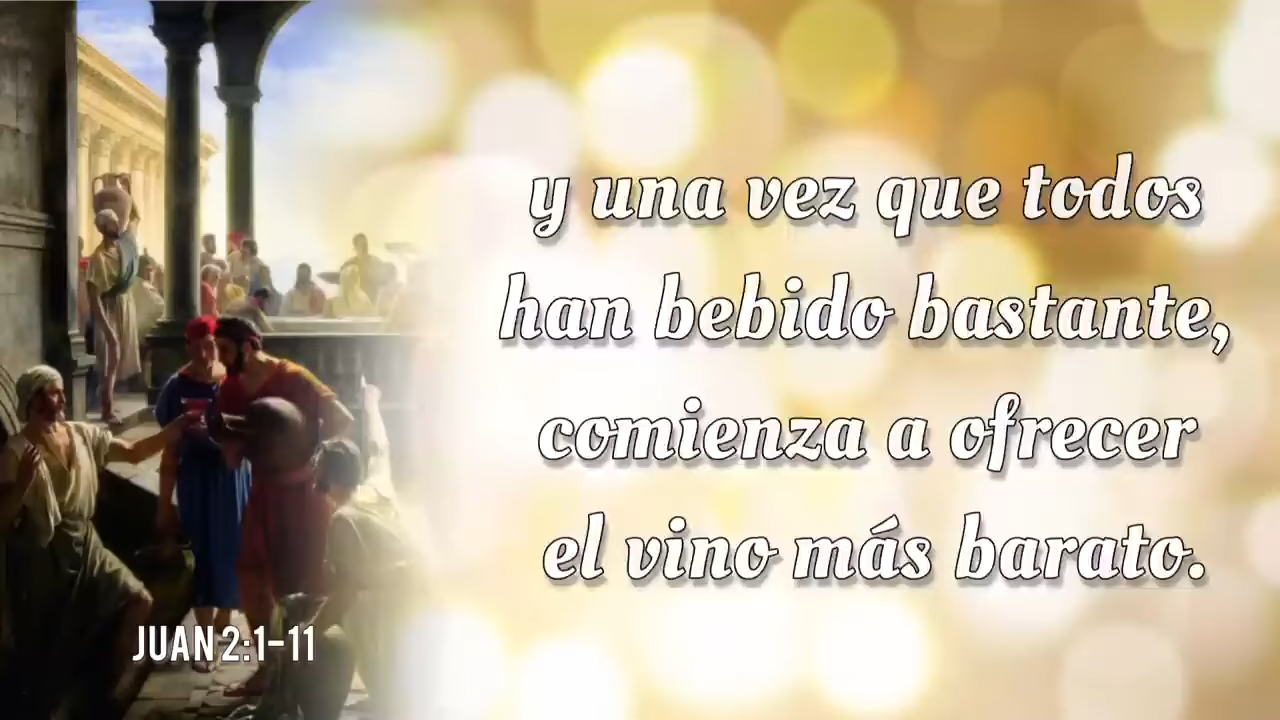 y una vez que todos
han bebido bastante,
comienza a ofrecer
el vino más barato.
JUAN 2:1-11